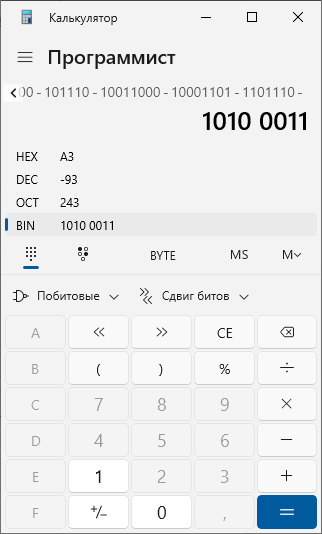 Калькулятор
Программист
00 - 101110 - 10011000 - 10001101 - 1101110 -
1010 0011
HEX A3
DEC -93
OCT 243
BIN 1010 0011
BYTE MS M
Побитовые Сдвиг битов
A << >> CE
B ( ) % ÷
C 7 8 9 ×
D 4 5 6 −
E 1 2 3 +
F +/− 0 , =